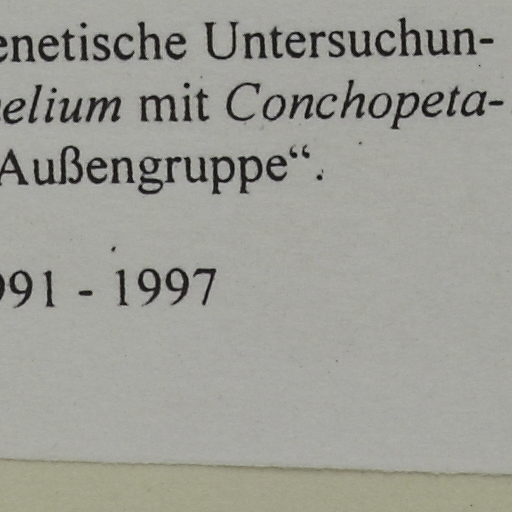 enetische Untersuchun-
elium mit Conchopeta-
Außengruppe“.
991 - 1997